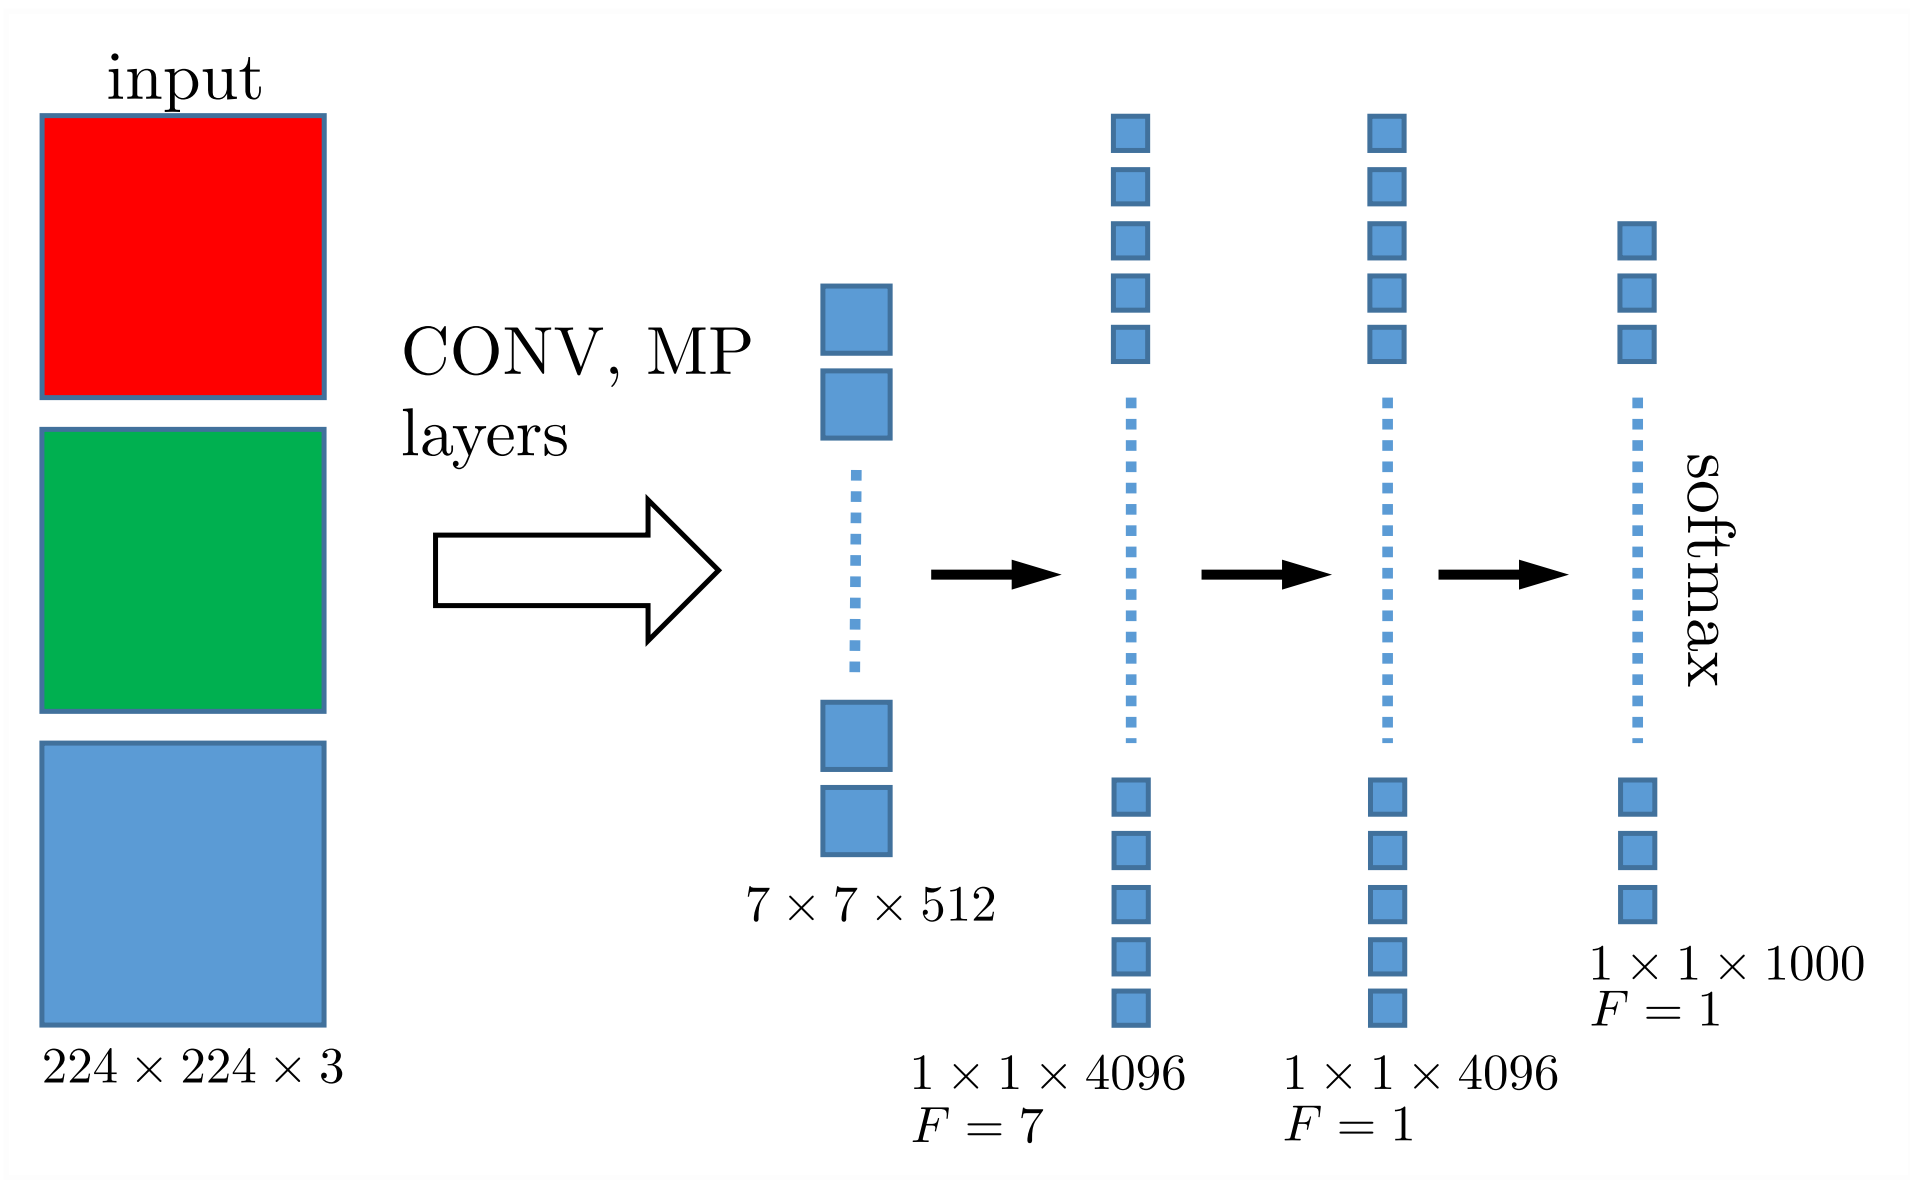 input
CONV, MP
layers
softmax
224 × 224 × 3
7 × 7 × 512
1 × 1 × 4096
F = 7
1 × 1 × 4096
F = 1
1 × 1 × 1000
F = 1